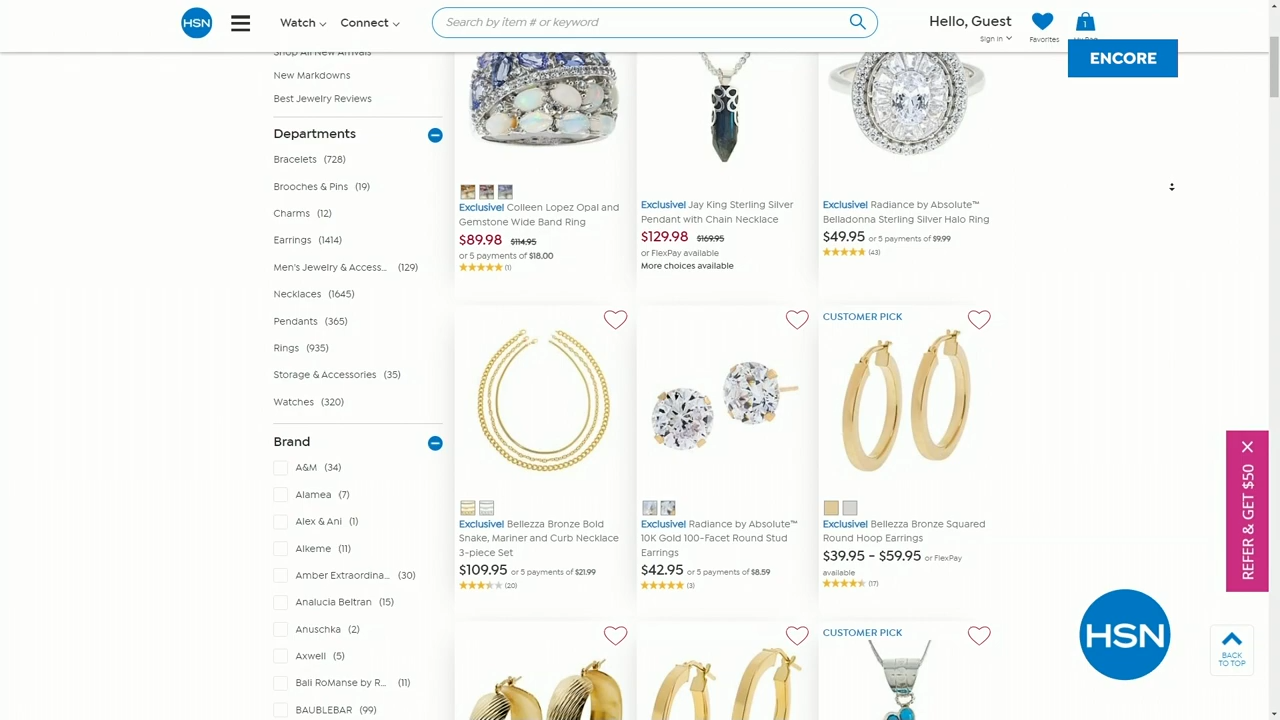 HSN
Watch
Connect
Search by item # or keyword
Hello, Guest
Sign In
Favorites
1
ENCORE
New Markdowns
Best Jewelry Reviews
Departments
Bracelets (728)
Brooches & Pins (19)
Charms (12)
Earrings (1414)
Men's Jewelry & Access... (129)
Necklaces (1645)
Pendants (365)
Rings (935)
Storage & Accessories (35)
Watches (320)
Brand
A&M (34)
Alamea (7)
Alex & Ani (1)
Alkeme (11)
Amber Extraordina... (30)
Analucia Beltran (15)
Anuschka (2)
Axwell (5)
Bali RoManse by R... (11)
BAUBLEBAR (99)
Exclusive! Colleen Lopez Opal and
Gemstone Wide Band Ring
$89.98 $114.95
or 5 payments of $18.00
(1)
Exclusive! Jay King Sterling Silver
Pendant with Chain Necklace
$129.98 $169.95
or FlexPay available
More choices available
Exclusive! Radiance by Absolute™
Belladonna Sterling Silver Halo Ring
$49.95 or 5 payments of $9.99
(43)
Exclusive! Bellezza Bronze Bold
Snake, Mariner and Curb Necklace
3-piece Set
$109.95 or 5 payments of $21.99
(20)
Exclusive! Radiance by Absolute™
10K Gold 100-Facet Round Stud
Earrings
$42.95 or 5 payments of $8.59
(3)
CUSTOMER PICK
Exclusive! Bellezza Bronze Squared
Round Hoop Earrings
$39.95 - $59.95 or FlexPay
available
(17)
CUSTOMER PICK
REFER & GET $50
HSN
BACK
TO TOP